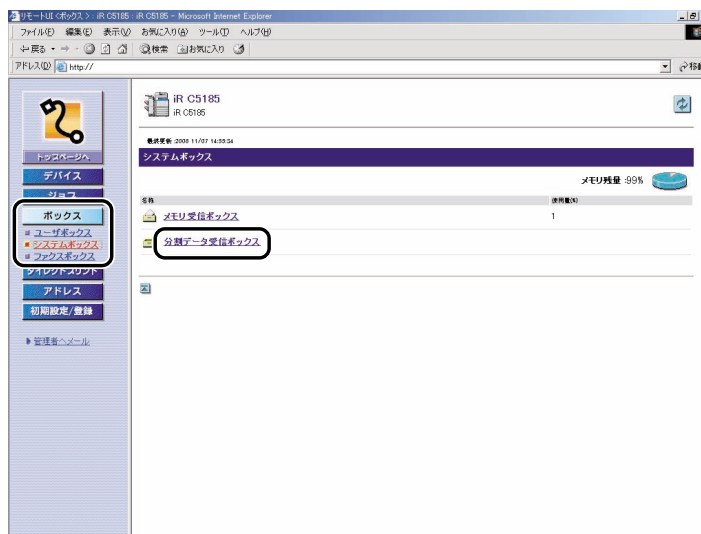 リモートUI <ボックス> : iR C5185 : iR C5185 - Microsoft Internet Explorer
ファイル(F) 編集(E) 表示(V) お気に入り(A) ツール(T) ヘルプ(H)
戻る 検索 お気に入り
アドレス(D) http:// 移動
iR C5185
iR C5185
最終更新 :2006 11/07 14:55:34
トップページへ
システムボックス
デバイス
メモリ残量 :99%
ジョブ
名称 使用量(%)
ボックス
メモリ受信ボックス 1
ユーザボックス
システムボックス
分割データ受信ボックス
ファクスボックス
ダイレクトプリント
アドレス
初期設定/登録
管理者へメール